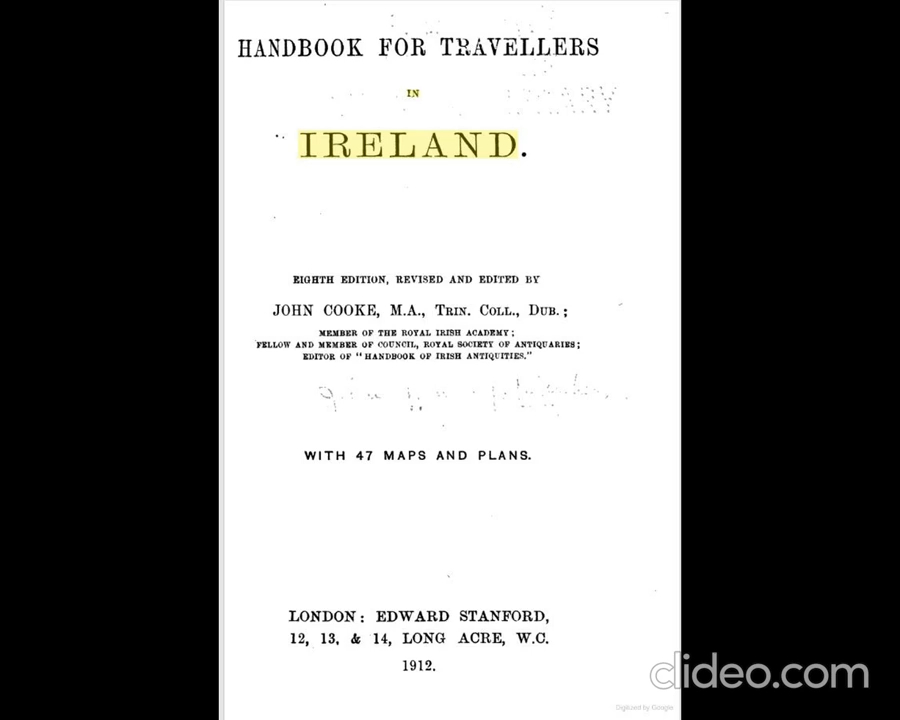 HANDBOOK FOR TRAVELLERS
IN
IRELAND.
EIGHTH EDITION, REVISED AND EDITED BY
JOHN COOKE, M.A., TRIN. COLL., DUB.;
MEMBER OF THE ROYAL IRISH ACADEMY;
FELLOW AND MEMBER OF COUNCIL, ROYAL SOCIETY OF ANTIQUARIES;
EDITOR OF "HANDBOOK OF IRISH ANTIQUITIES."
WITH 47 MAPS AND PLANS.
LONDON: EDWARD STANFORD,
12, 13, & 14, LONG ACRE, W.C.
1912.
clideo.com
Digitized by Google